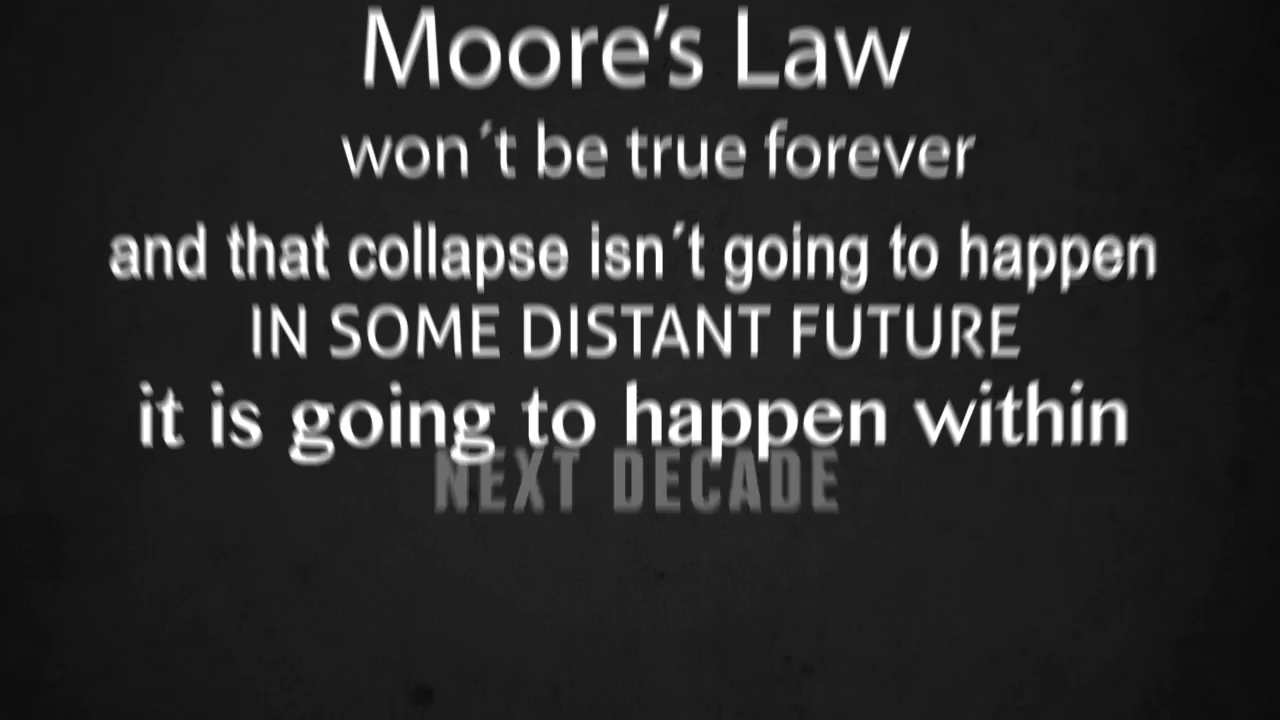 Moore’s Law
won´t be true forever
and that collapse isn´t going to happen
IN SOME DISTANT FUTURE
it is going to happen within
NEXT DECADE